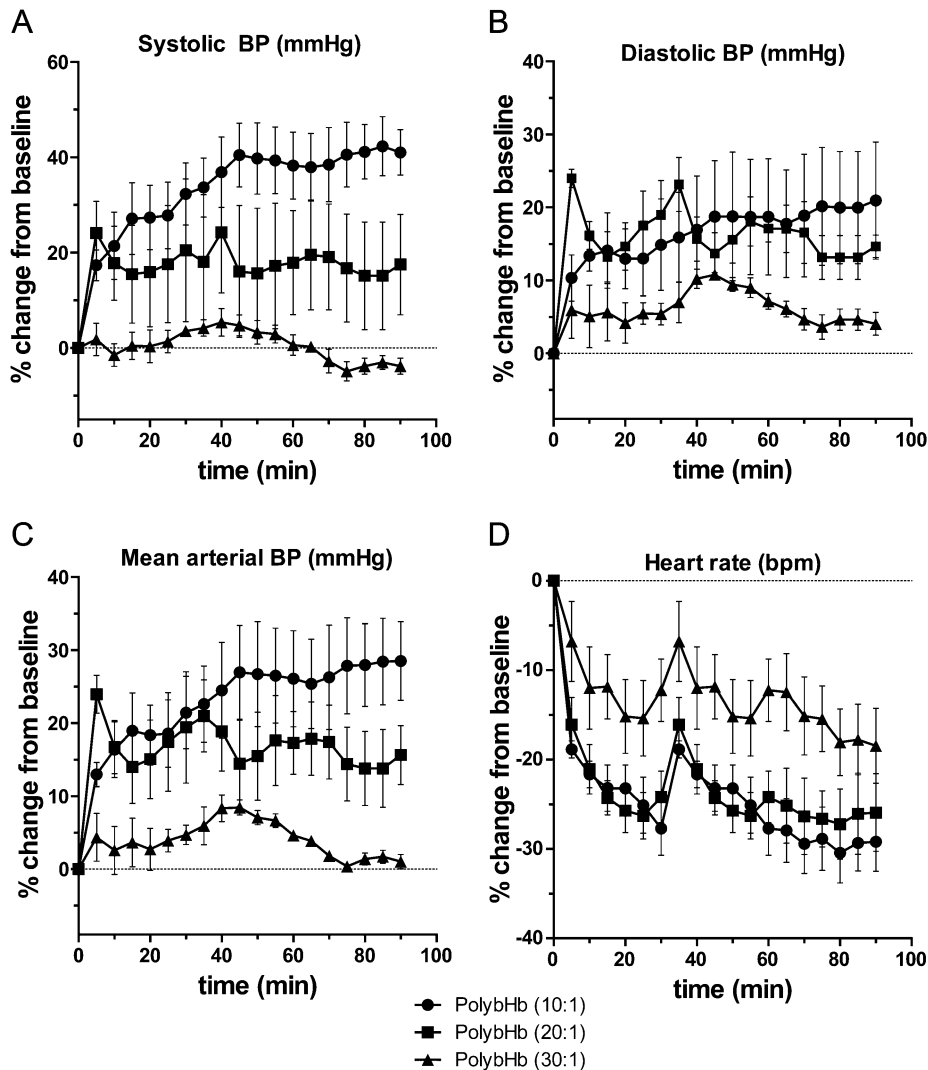 A
Systolic BP (mmHg)
% change from baseline
60
40
20
0
0 20 40 60 80 100
time (min)
B
Diastolic BP (mmHg)
% change from baseline
40
30
20
10
0
0 20 40 60 80 100
time (min)
C
Mean arterial BP (mmHg)
% change from baseline
40
30
20
10
0
0 20 40 60 80 100
time (min)
D
Heart rate (bpm)
% change from baseline
0
-10
-20
-30
-40
0 20 40 60 80 100
time (min)
PolybHb (10:1)
PolybHb (20:1)
PolybHb (30:1)